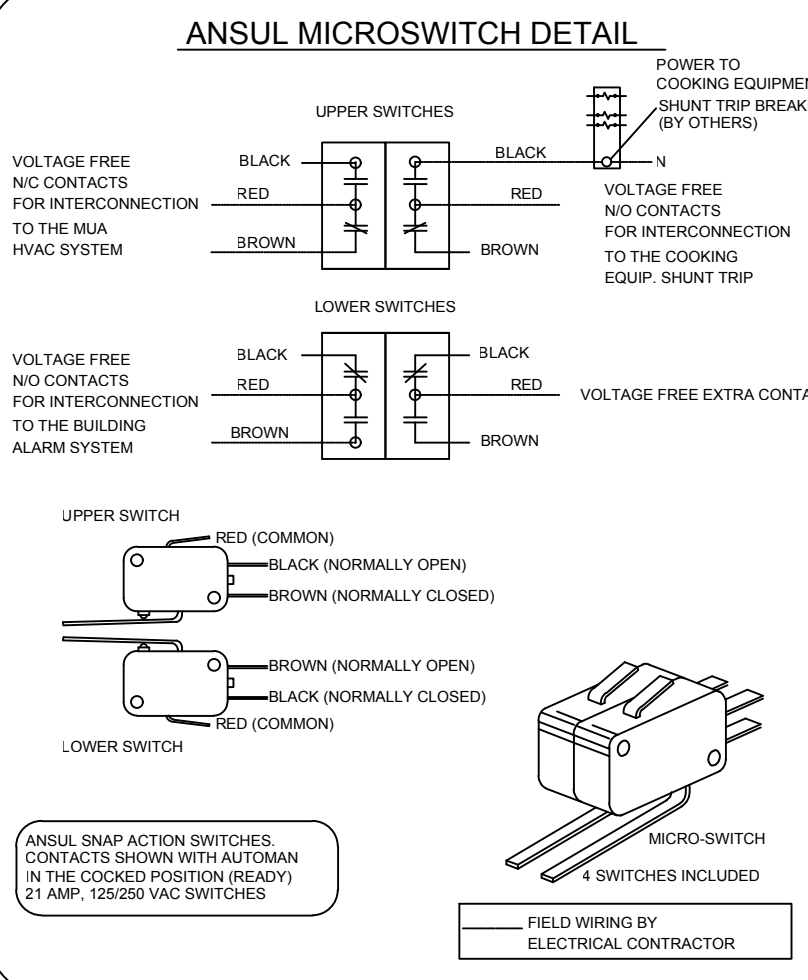 ANSUL MICROSWITCH DETAIL
POWER TO
COOKING EQUIPMEN
SHUNT TRIP BREAK
(BY OTHERS)
UPPER SWITCHES
VOLTAGE FREE
N/C CONTACTS
FOR INTERCONNECTION
TO THE MUA
HVAC SYSTEM
BLACK
RED
BROWN
BLACK
RED
BROWN
N
VOLTAGE FREE
N/O CONTACTS
FOR INTERCONNECTION
TO THE COOKING
EQUIP. SHUNT TRIP
LOWER SWITCHES
VOLTAGE FREE
N/O CONTACTS
FOR INTERCONNECTION
TO THE BUILDING
ALARM SYSTEM
BLACK
RED
BROWN
BLACK
RED
BROWN
VOLTAGE FREE EXTRA CONTA
UPPER SWITCH
RED (COMMON)
BLACK (NORMALLY OPEN)
BROWN (NORMALLY CLOSED)
BROWN (NORMALLY OPEN)
BLACK (NORMALLY CLOSED)
RED (COMMON)
LOWER SWITCH
MICRO-SWITCH
4 SWITCHES INCLUDED
ANSUL SNAP ACTION SWITCHES.
CONTACTS SHOWN WITH AUTOMAN
IN THE COCKED POSITION (READY)
21 AMP, 125/250 VAC SWITCHES
FIELD WIRING BY
ELECTRICAL CONTRACTOR